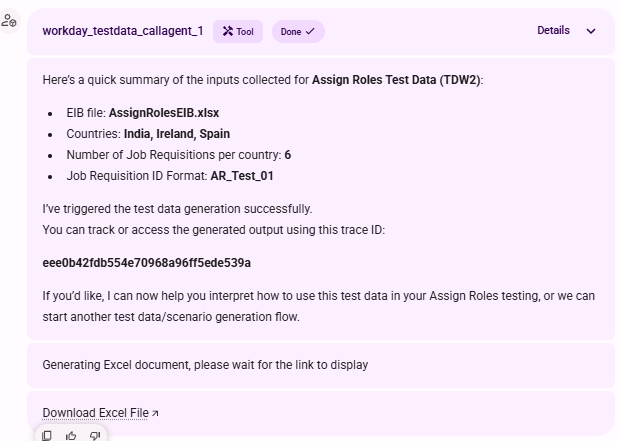 workday_testdata_callagent_1 Tool Done Details
Here's a quick summary of the inputs collected for Assign Roles Test Data (TDW2):
• EIB file: AssignRolesEIB.xlsx
• Countries: India, Ireland, Spain
• Number of Job Requisitions per country: 6
• Job Requisition ID Format: AR_Test_01
I've triggered the test data generation successfully.
You can track or access the generated output using this trace ID:
eee0b42fdb554e70968a96ff5ede539a
If you'd like, I can now help you interpret how to use this test data in your Assign Roles testing, or we can
start another test data/scenario generation flow.
Generating Excel document, please wait for the link to display
Download Excel File